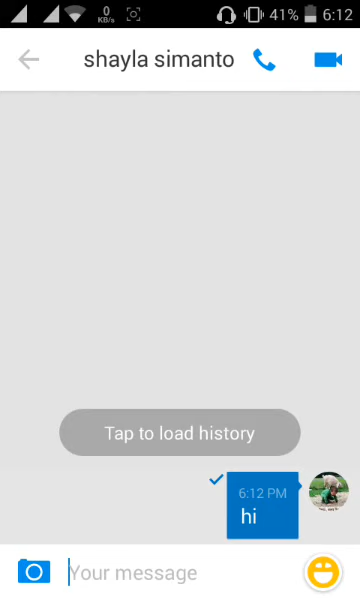 0
KB/s
41%
6:12
shayla simanto
Tap to load history
6:12 PM
hi
Your message